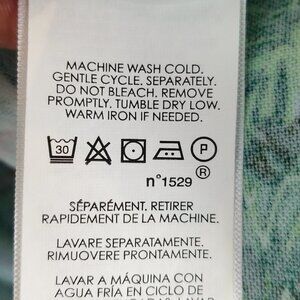 MACHINE WASH COLD.
GENTLE CYCLE. SEPARATELY.
DO NOT BLEACH. REMOVE
PROMPTLY. TUMBLE DRY LOW.
WARM IRON IF NEEDED.
30 P
n°1529 ®
SÉPARÉMENT. RETIRER
RAPIDEMENT DE LA MACHINE.
LAVARE SEPARATAMENTE.
RIMUOVERE PRONTAMENTE.
LAVAR A MÁQUINA CON
AGUA FRÍA EN CICLO DE